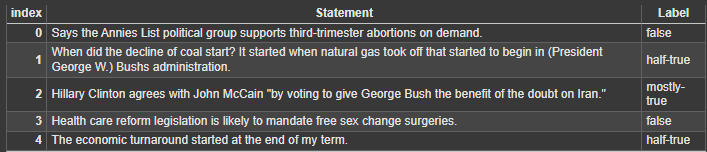 index Statement Label
0 Says the Annies List political group supports third-trimester abortions on demand. false
1 When did the decline of coal start? It started when natural gas took off that started to begin in (President
George W.) Bushs administration. half-true
2 Hillary Clinton agrees with John McCain "by voting to give George Bush the benefit of the doubt on Iran." mostly-
true
3 Health care reform legislation is likely to mandate free sex change surgeries. false
4 The economic turnaround started at the end of my term. half-true